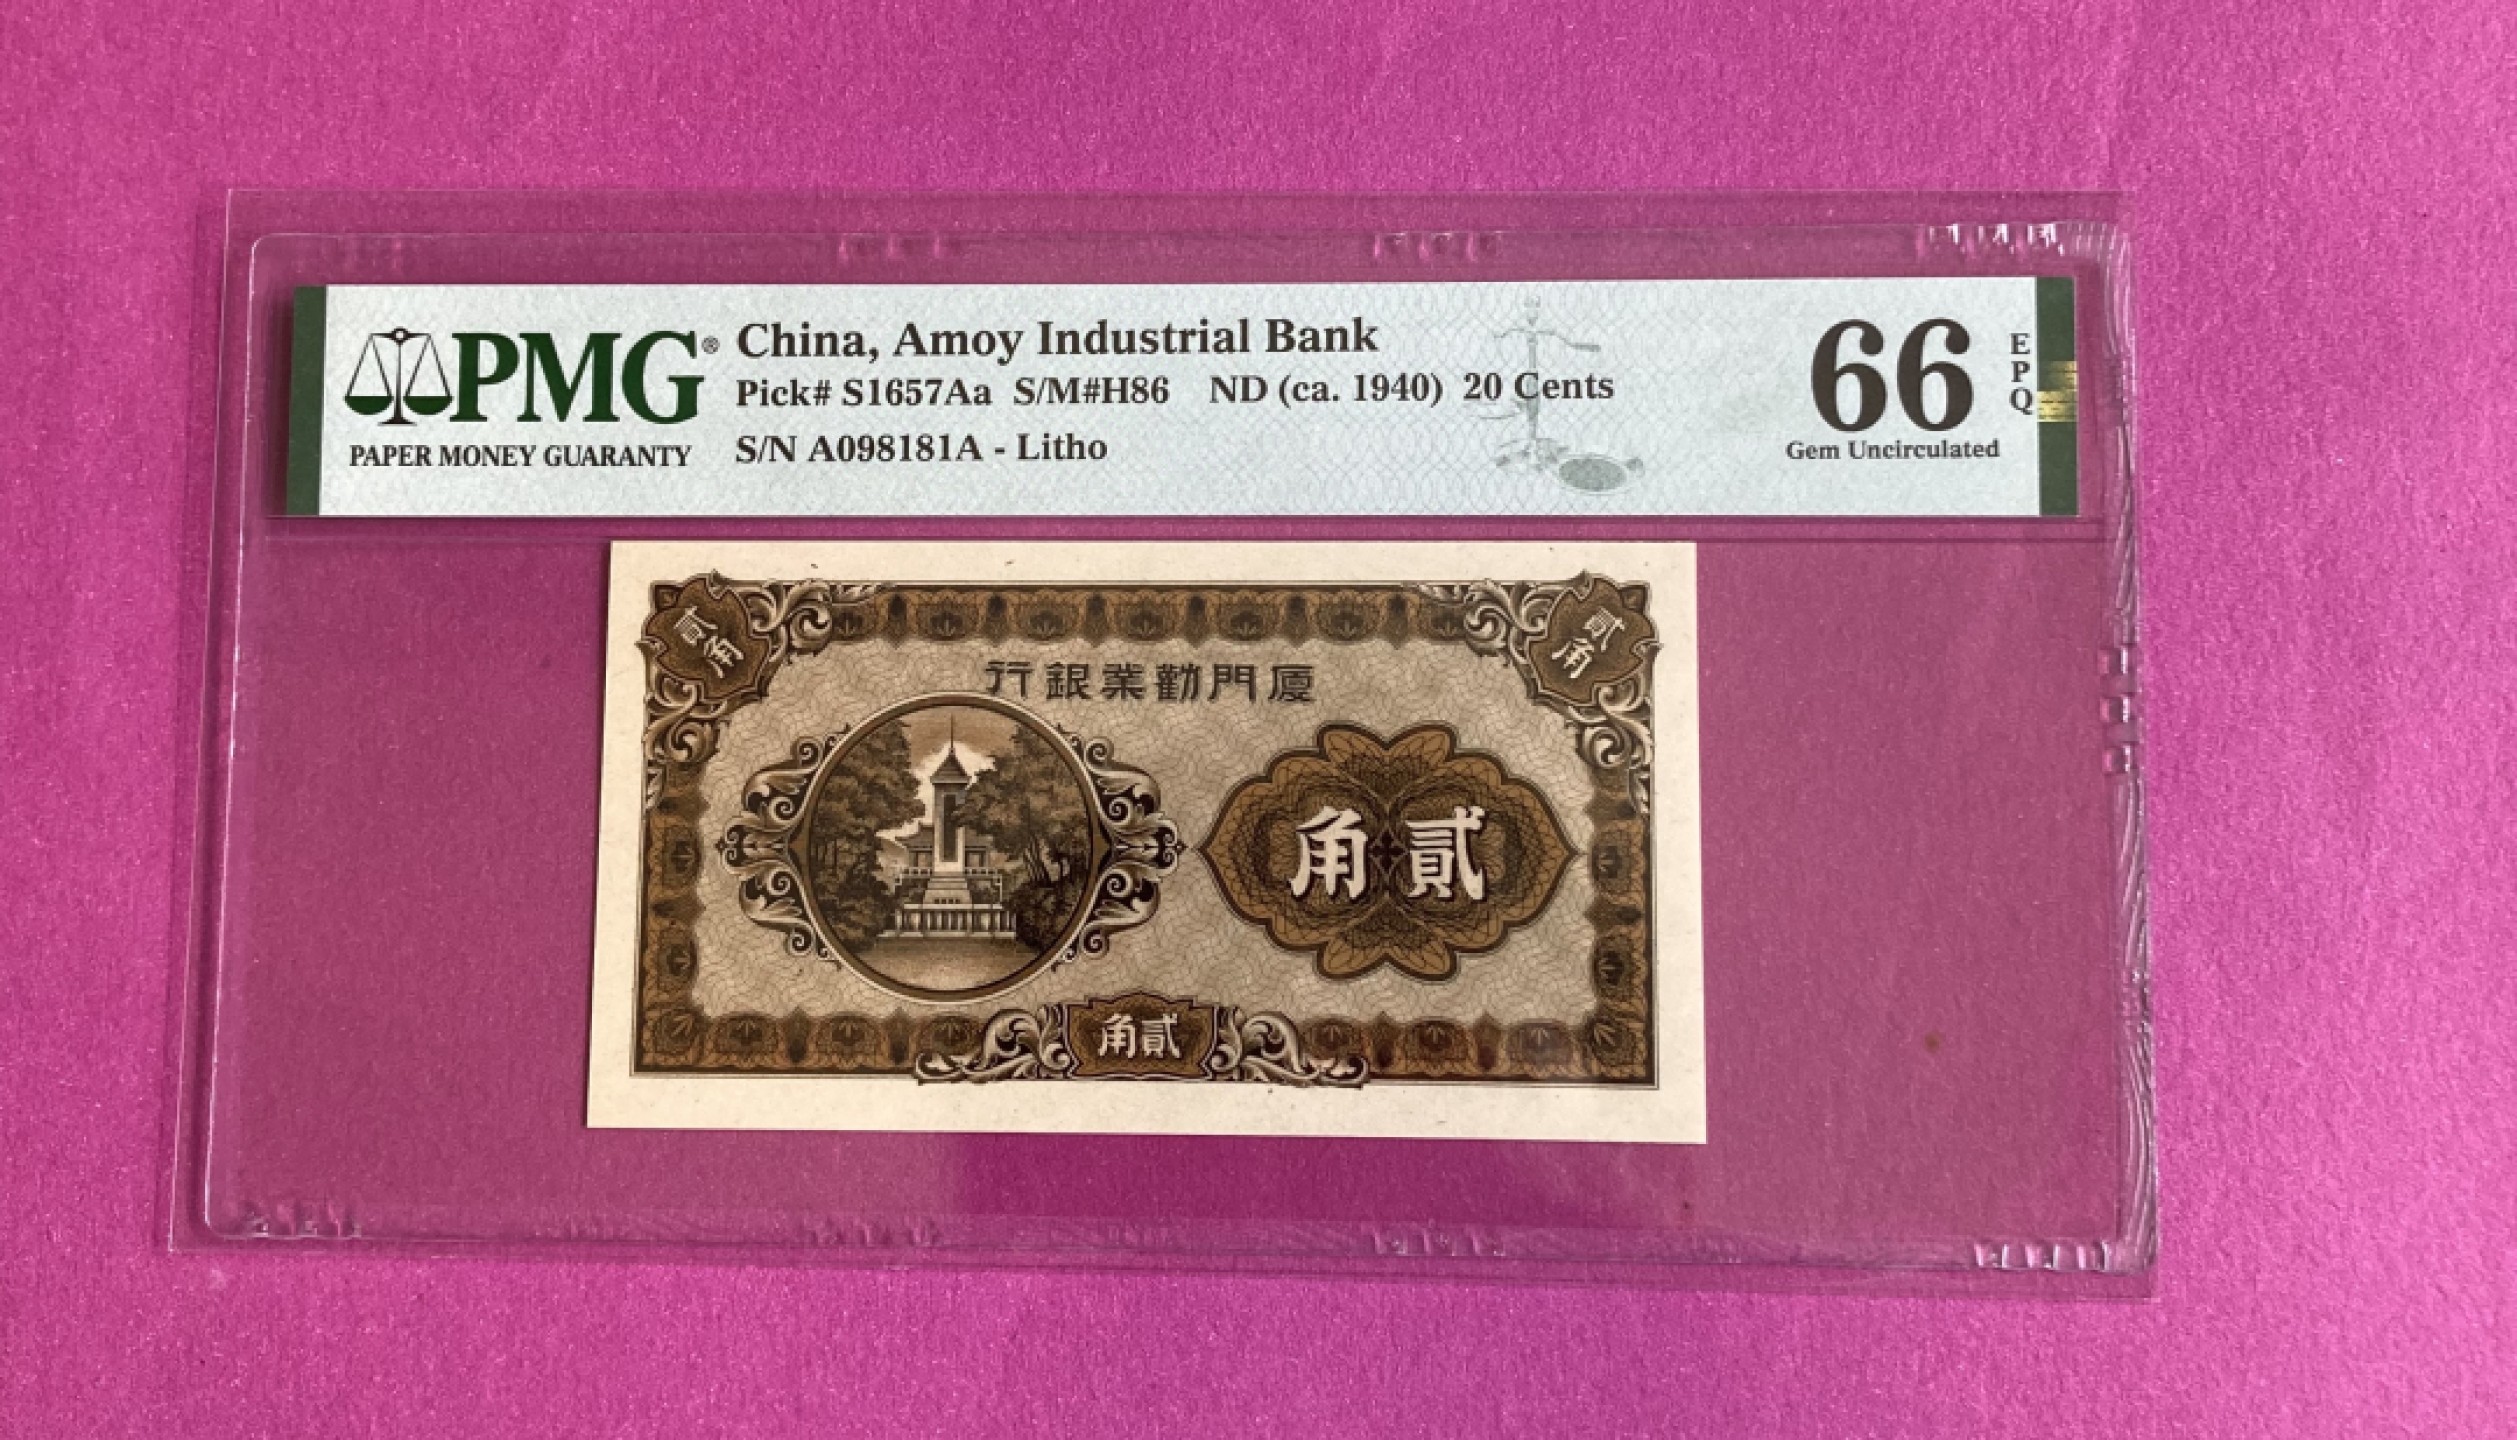 PMG®
PAPER MONEY GUARANTY
China, Amoy Industrial Bank
Pick# S1657Aa S/M#H86 ND (ca. 1940) 20 Cents
S/N A098181A - Litho
66
EPQ
Gem Uncirculated
貳角
貳角
行銀業勸門厦
角貳
角貳